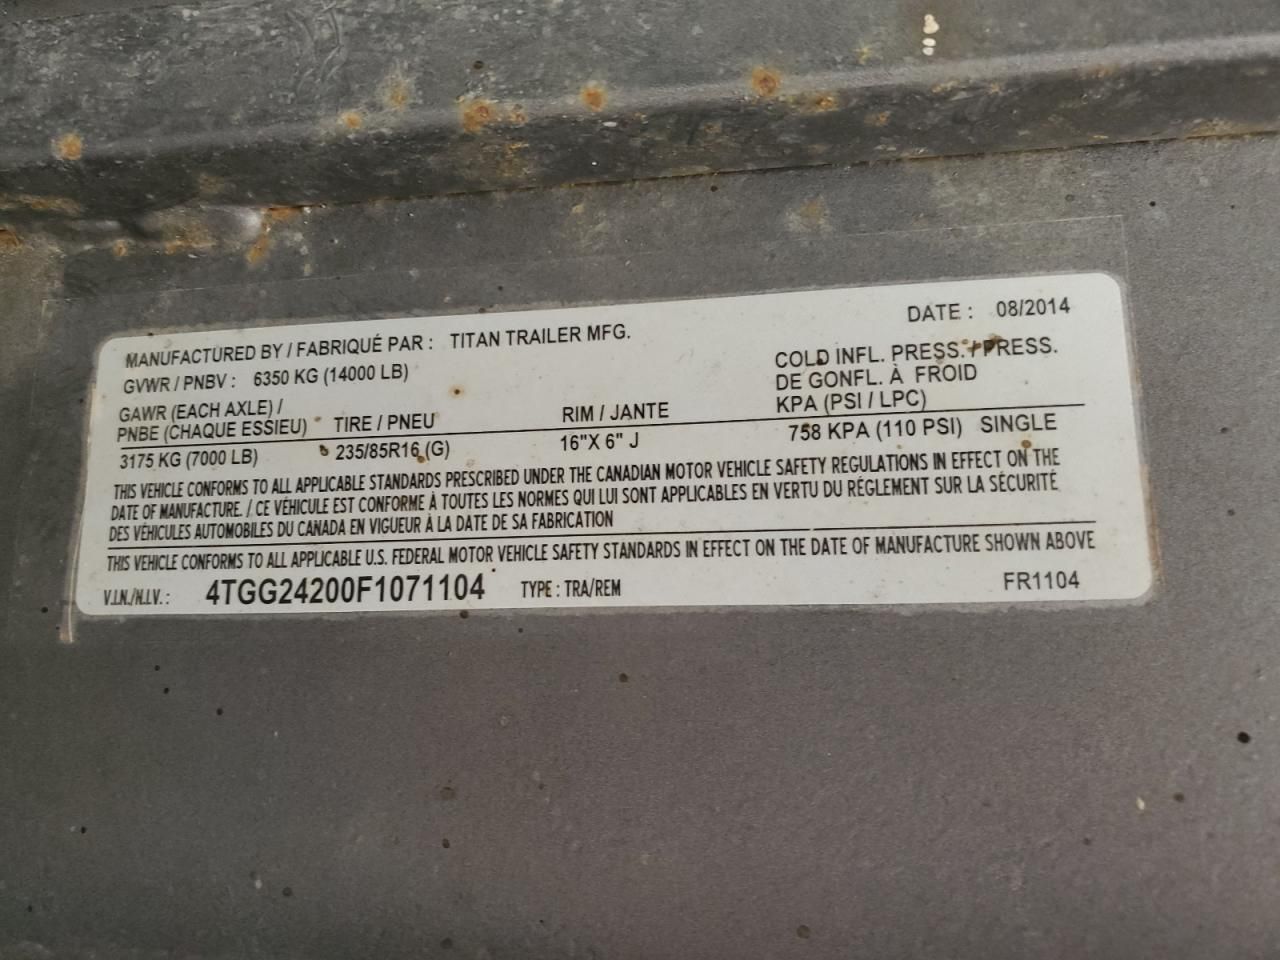 MANUFACTURED BY / FABRIQUÉ PAR : TITAN TRAILER MFG. DATE : 08/2014
GVWR / PNBV : 6350 KG (14000 LB)
COLD INFL. PRESS. / PRESS.
DE GONFL. À FROID
KPA (PSI / LPC)
GAWR (EACH AXLE) /
PNBE (CHAQUE ESSIEU) TIRE / PNEU RIM / JANTE
3175 KG (7000 LB) 235/85R16 (G) 16"X 6" J 758 KPA (110 PSI) SINGLE
THIS VEHICLE CONFORMS TO ALL APPLICABLE STANDARDS PRESCRIBED UNDER THE CANADIAN MOTOR VEHICLE SAFETY REGULATIONS IN EFFECT ON THE
DATE OF MANUFACTURE. / CE VÉHICULE EST CONFORME À TOUTES LES NORMES QUI LUI SONT APPLICABLES EN VERTU DU RÉGLEMENT SUR LA SÉCURITÉ
DES VÉHICULES AUTOMOBILES DU CANADA EN VIGUEUR À LA DATE DE SA FABRICATION
THIS VEHICLE CONFORMS TO ALL APPLICABLE U.S. FEDERAL MOTOR VEHICLE SAFETY STANDARDS IN EFFECT ON THE DATE OF MANUFACTURE SHOWN ABOVE
V.I.N./N.I.V.: 4TGG24200F1071104 TYPE : TRA/REM FR1104